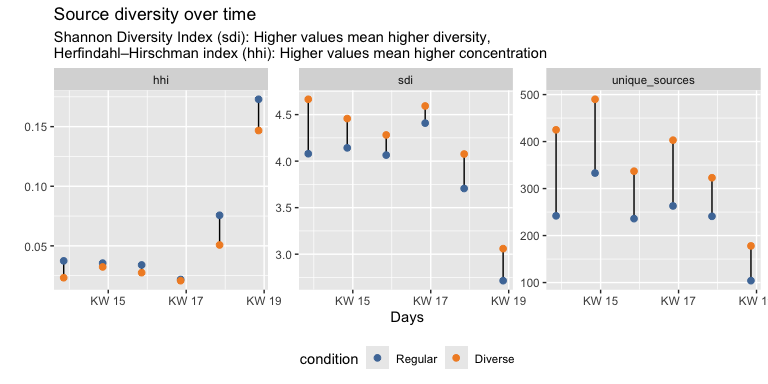 Source diversity over time
Shannon Diversity Index (sdi): Higher values mean higher diversity,
Herfindahl–Hirschman index (hhi): Higher values mean higher concentration
hhi
sdi
unique_sources
0.15
0.10
0.05
KW 15
KW 17
KW 19
4.5
4.0
3.5
3.0
KW 15
KW 17
KW 19
500
400
300
200
100
KW 15
KW 17
KW 1
Days
condition
Regular
Diverse